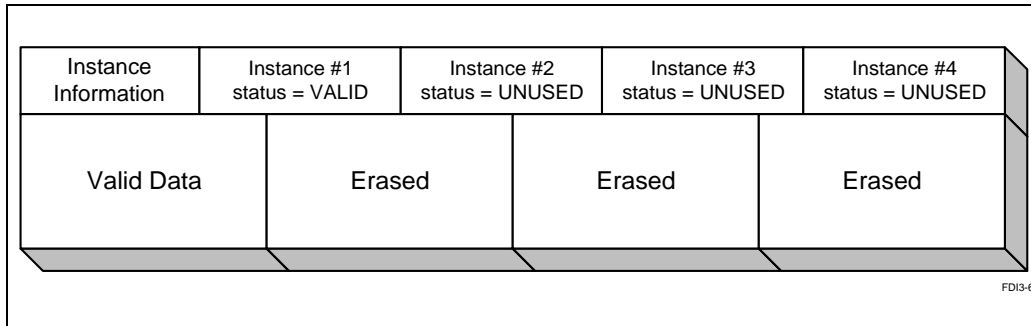 Instance
Information
Instance #1
status = VALID
Instance #2
status = UNUSED
Instance #3
status = UNUSED
Instance #4
status = UNUSED
Valid Data
Erased
Erased
Erased
FDI3-6